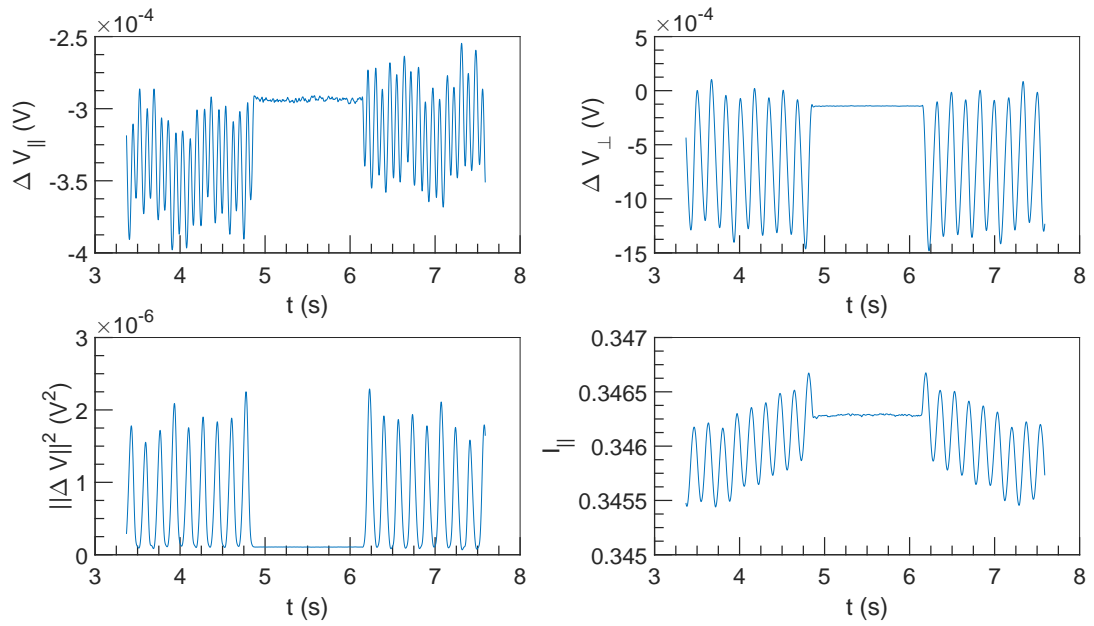 ×10⁻⁴
-2.5
-3
-3.5
-4
Δ V∥ (V)
3 4 5 6 7 8
t (s)
×10⁻⁴
5
0
-5
-10
-15
Δ V⊥ (V)
3 4 5 6 7 8
t (s)
×10⁻⁶
3
2
1
0
||Δ V||² (V²)
3 4 5 6 7 8
t (s)
0.347
0.3465
0.346
0.3455
0.345
I∥
3 4 5 6 7 8
t (s)